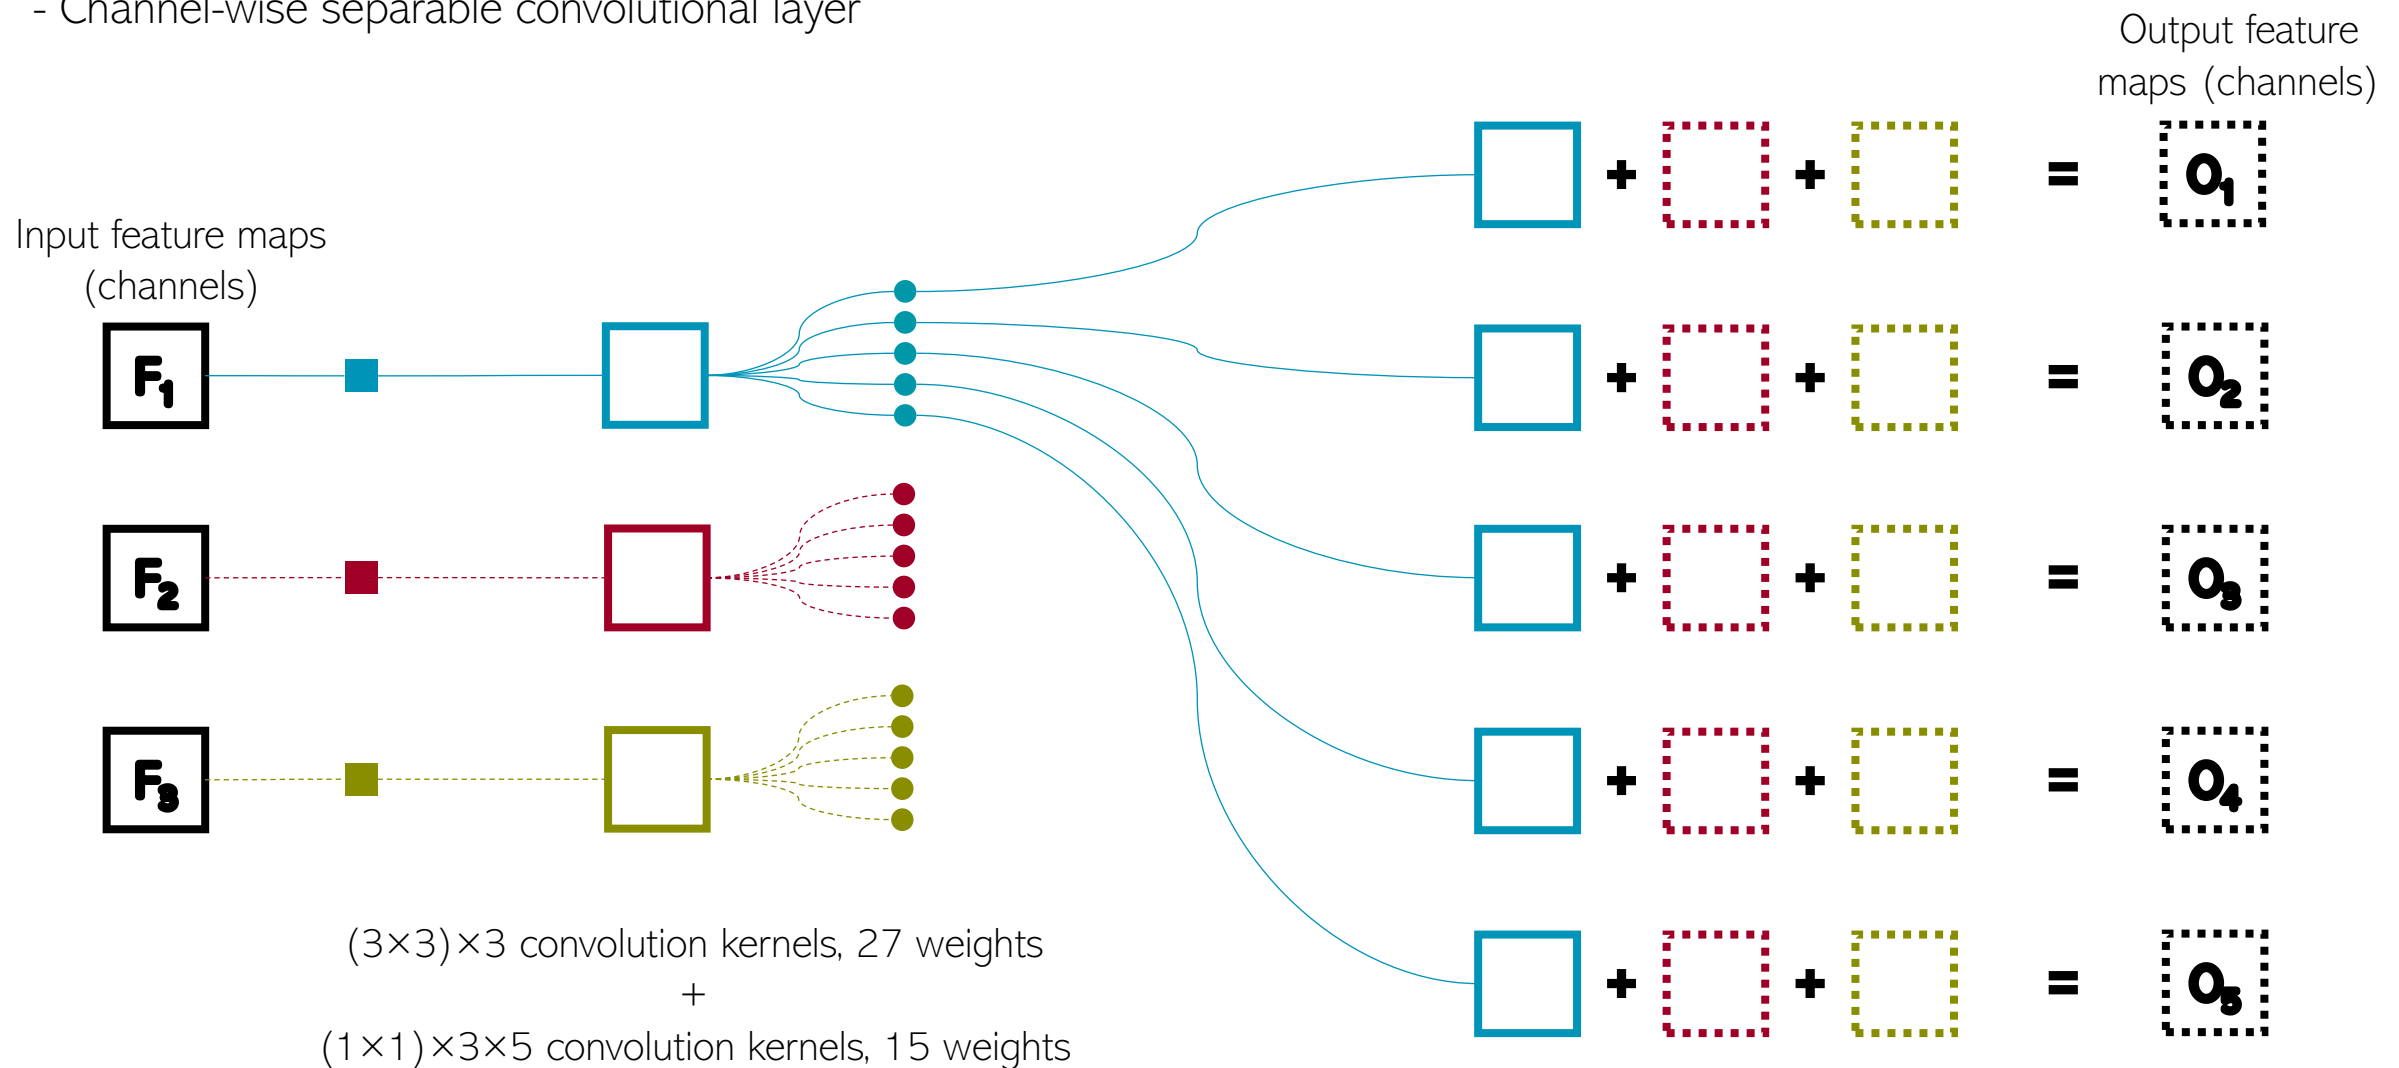 - Channel-wise separable convolutional layer
Output feature
maps (channels)
Input feature maps
(channels)
+ + = O1
F1
+ + = O2
F2
+ + = O3
F3
+ + = O4
(3×3)×3 convolution kernels, 27 weights
+
(1×1)×3×5 convolution kernels, 15 weights
+ + = O5